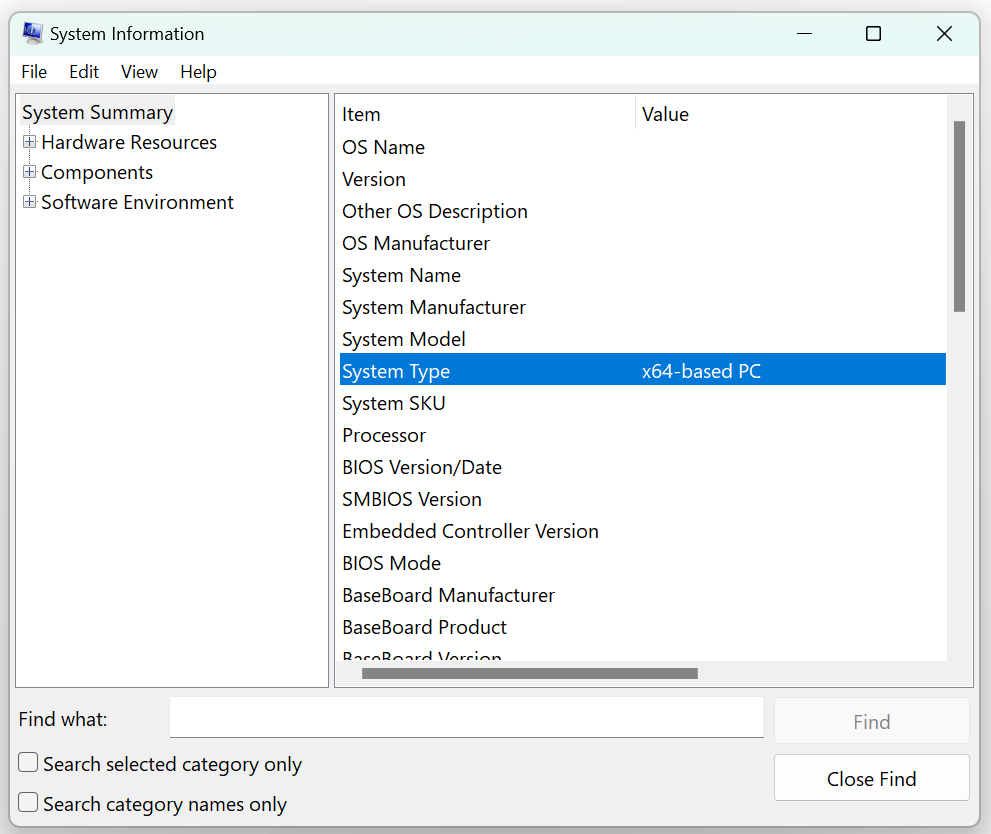 System Information
File Edit View Help
System Summary
Hardware Resources
Components
Software Environment
Item Value
OS Name
Version
Other OS Description
OS Manufacturer
System Name
System Manufacturer
System Model
System Type x64-based PC
System SKU
Processor
BIOS Version/Date
SMBIOS Version
Embedded Controller Version
BIOS Mode
BaseBoard Manufacturer
BaseBoard Product
BaseBoard Version
Find what:
Find
Search selected category only
Close Find
Search category names only